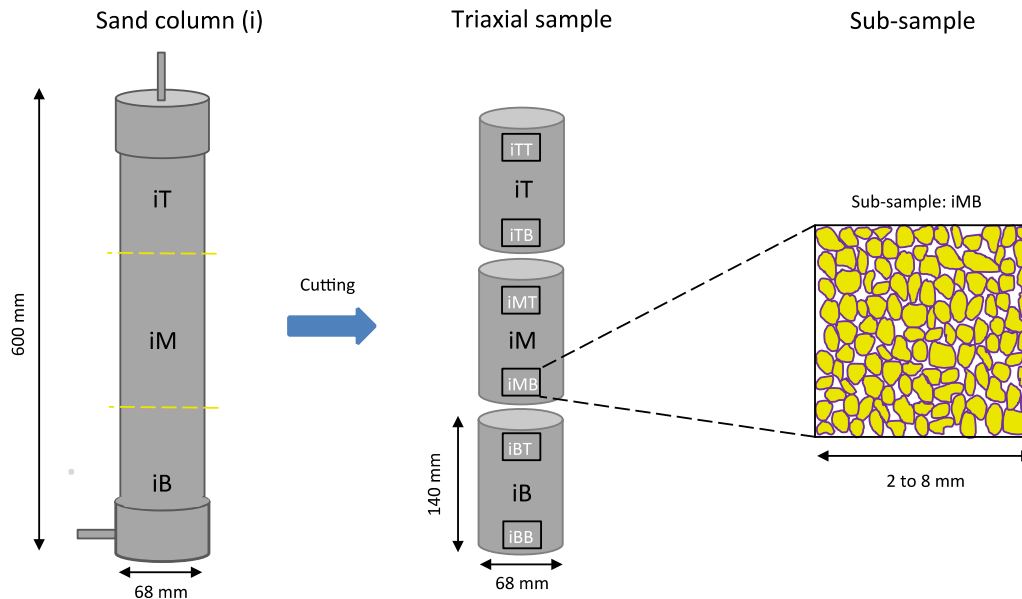 Sand column (i)
Triaxial sample
Sub-sample
600 mm
iT
iM
iB
68 mm
Cutting
iTT
iT
iTB
iMT
iM
iMB
iBT
iB
iBB
140 mm
68 mm
Sub-sample: iMB
2 to 8 mm